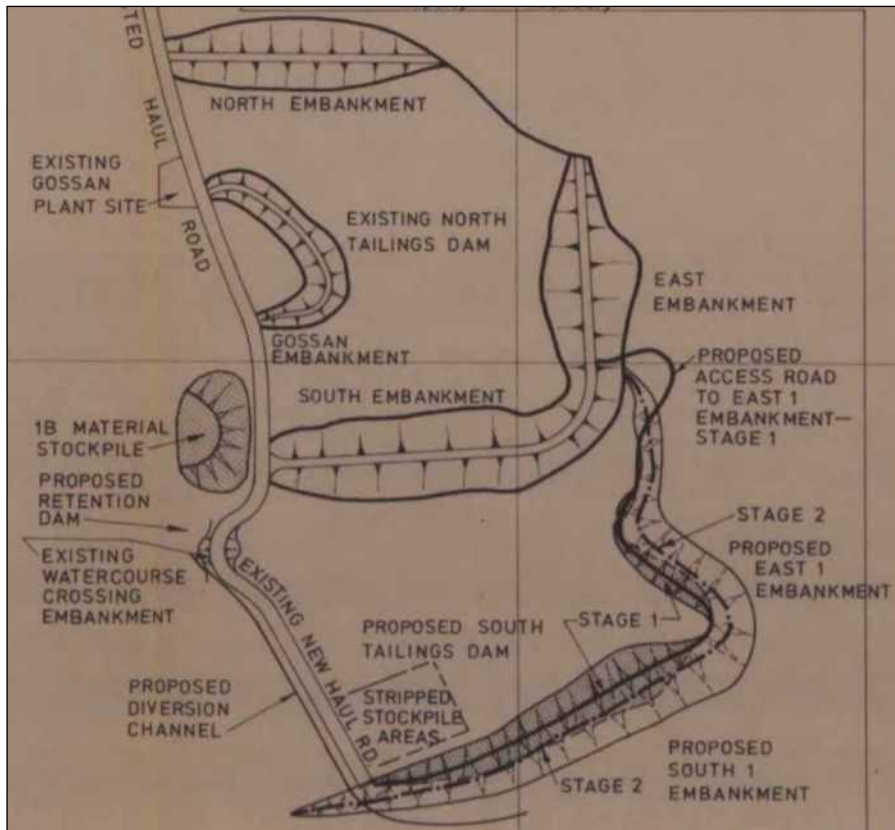 TED
HAUL
ROAD
NORTH EMBANKMENT
EXISTING
GOSSAN
PLANT SITE
EXISTING NORTH
TAILINGS DAM
GOSSAN
EMBANKMENT
EAST
EMBANKMENT
SOUTH EMBANKMENT
PROPOSED
ACCESS ROAD
TO EAST 1
EMBANKMENT—
STAGE 1
1B MATERIAL
STOCKPILE
PROPOSED
RETENTION
DAM
EXISTING
WATERCOURSE
CROSSING
EMBANKMENT
STAGE 2
PROPOSED
EAST 1
EMBANKMENT
EXISTING NEW HAUL RD.
STAGE 1
PROPOSED SOUTH
TAILINGS DAM
STRIPPED
STOCKPILE
AREAS
PROPOSED
DIVERSION
CHANNEL
STAGE 2
PROPOSED
SOUTH 1
EMBANKMENT